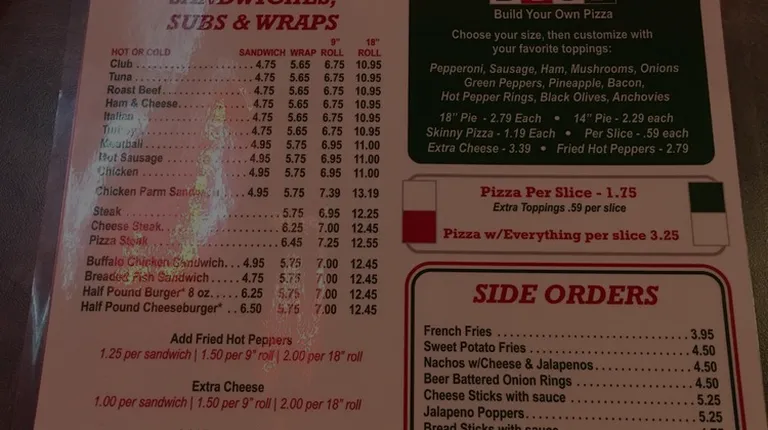 SANDWICHES,
SUBS & WRAPS
HOT OR COLD SANDWICH WRAP 9" ROLL 18" ROLL
Club 4.75 5.65 6.75 10.95
Tuna 4.75 5.65 6.75 10.95
Roast Beef 4.75 5.65 6.75 10.95
Ham & Cheese 4.75 5.65 6.75 10.95
Italian 4.75 5.65 6.75 10.95
Turkey 4.75 5.65 6.75 10.95
Meatball 4.95 5.75 6.95 11.00
Hot Sausage 4.95 5.75 6.95 11.00
Chicken 4.95 5.75 6.95 11.00
Chicken Parm Sandwich 4.95 5.75 7.39 13.19
Steak 5.75 6.95 12.25
Cheese Steak 6.25 7.00 12.45
Pizza Steak 6.45 7.25 12.55
Buffalo Chicken Sandwich 4.95 5.75 7.00 12.45
Breaded Fish Sandwich 4.75 5.75 7.00 12.45
Half Pound Burger* 8 oz. 6.25 5.75 7.00 12.45
Half Pound Cheeseburger* 6.50 5.75 7.00 12.45
Add Fried Hot Peppers
1.25 per sandwich | 1.50 per 9" roll | 2.00 per 18" roll
Extra Cheese
1.00 per sandwich | 1.50 per 9" roll | 2.00 per 18" roll
Build Your Own Pizza
Choose your size, then customize with
your favorite toppings:
Pepperoni, Sausage, Ham, Mushrooms, Onions
Green Peppers, Pineapple, Bacon,
Hot Pepper Rings, Black Olives, Anchovies
18" Pie - 2.79 Each • 14" Pie - 2.29 each
Skinny Pizza - 1.19 Each • Per Slice - .59 each
Extra Cheese - 3.39 • Fried Hot Peppers - 2.79
Pizza Per Slice - 1.75
Extra Toppings .59 per slice
Pizza w/Everything per slice 3.25
SIDE ORDERS
French Fries 3.95
Sweet Potato Fries 4.50
Nachos w/Cheese & Jalapenos 4.50
Beer Battered Onion Rings 4.50
Cheese Sticks with sauce 5.25
Jalapeno Poppers 5.25
Bread Sticks with sauce